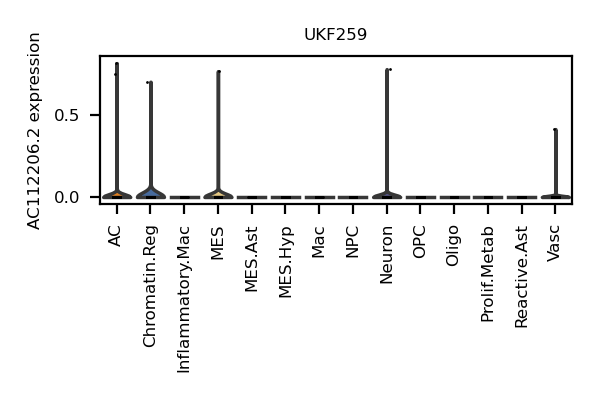 UKF259
AC112206.2 expression
0.5
0.0
AC
Chromatin.Reg
Inflammatory.Mac
MES
MES.Ast
MES.Hyp
Mac
NPC
Neuron
OPC
Oligo
Prolif.Metab
Reactive.Ast
Vasc